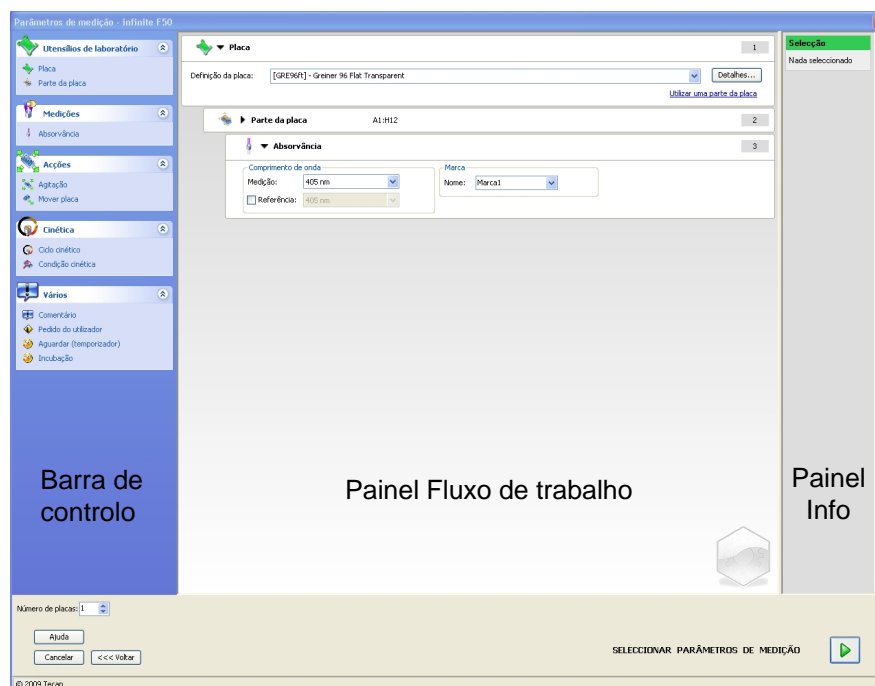 Parâmetros de medição - infinite F50
Utensílios de laboratório
Placa
Parte da placa
Medições
Absorvância
Acções
Agitação
Mover placa
Cinética
Ciclo cinético
Condição cinética
Vários
Comentário
Pedido do utilizador
Aguardar (temporizador)
Incubação
Barra de
controlo
Placa 1
Definição da placa: [GRE96ft] - Greiner 96 Flat Transparent Detalhes...
Utilizar uma parte da placa
Parte da placa A1:H12 2
Absorvância 3
Comprimento de onda
Medição: 405 nm
Referência: 405 nm
Marca
Nome: Marca1
Painel Fluxo de trabalho
Selecção
Nada seleccionado
Painel
Info
Número de placas: 1
Ajuda
Cancelar <<< Voltar
SELECCIONAR PARÂMETROS DE MEDIÇÃO
© 2009 Tecan